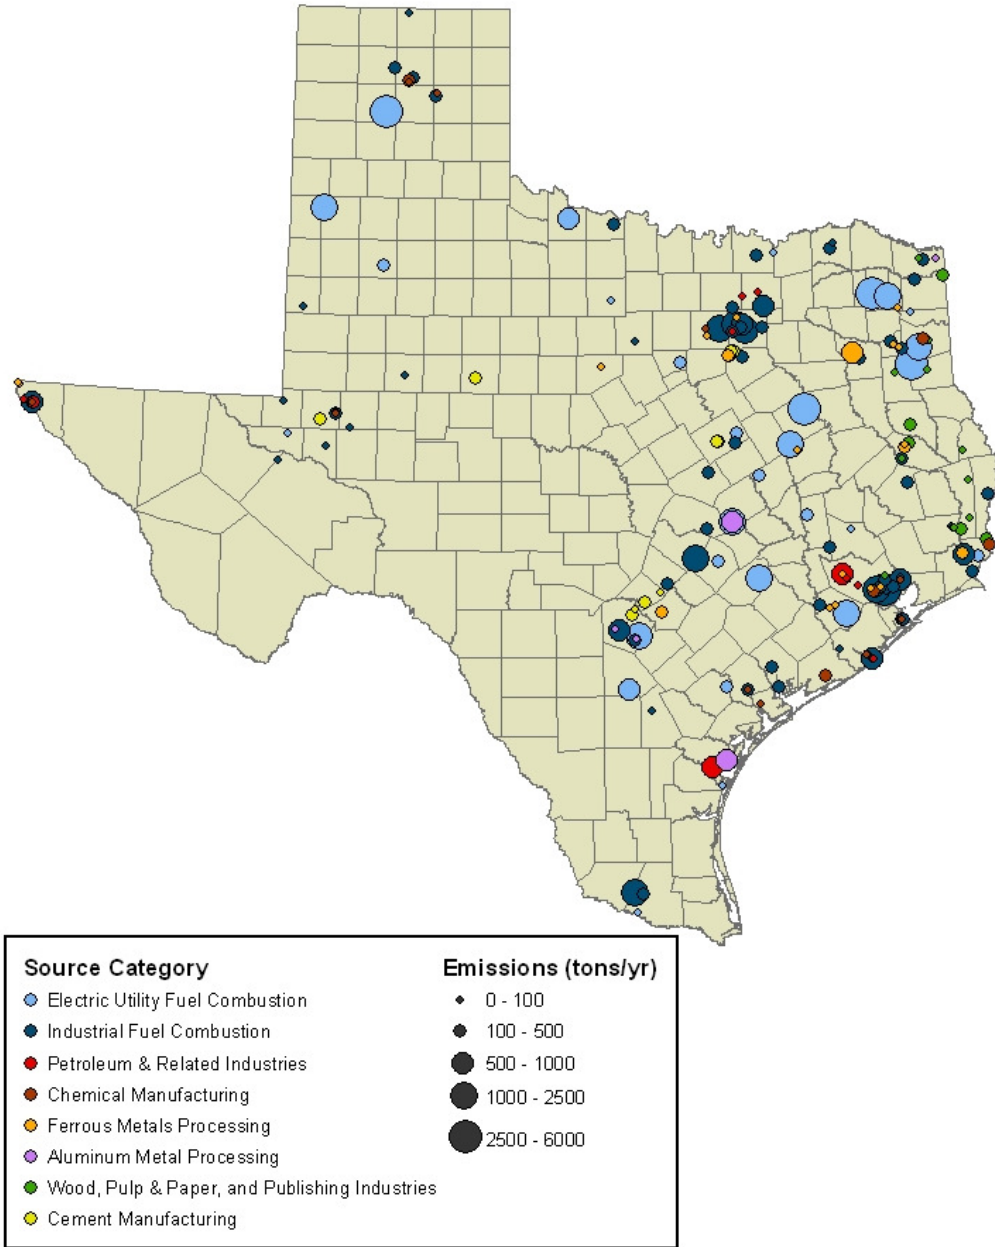 Source Category
Electric Utility Fuel Combustion
Industrial Fuel Combustion
Petroleum & Related Industries
Chemical Manufacturing
Ferrous Metals Processing
Aluminum Metal Processing
Wood, Pulp & Paper, and Publishing Industries
Cement Manufacturing
Emissions (tons/yr)
0 - 100
100 - 500
500 - 1000
1000 - 2500
2500 - 6000